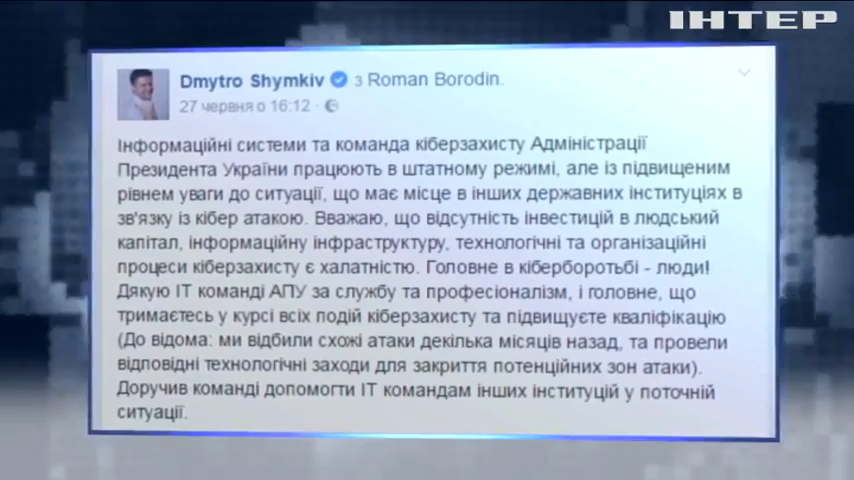 ІНТЕР
Dmytro Shymkiv з Roman Borodin.
27 червня о 16:12 ·
Інформаційні системи та команда кіберзахисту Адміністрації
Президента України працюють в штатному режимі, але із підвищеним
рівнем уваги до ситуації, що має місце в інших державних інституціях в
зв'язку із кібер атакою. Вважаю, що відсутність інвестицій в людський
капітал, інформаційну інфраструктуру, технологічні та організаційні
процеси кіберзахисту є халатністю. Головне в кіберборотьбі - люди!
Дякую ІТ команді АПУ за службу та професіоналізм, і головне, що
тримаетесь у курсі всіх подій кіберзахисту та підвищуєте кваліфікацію
(До відома: ми відбили схожі атаки декілька місяців назад, та провели
відповідні технологічні заходи для закриття потенційних зон атаки).
Доручив команді допомогти ІТ командам інших інституцій у поточній
ситуації.